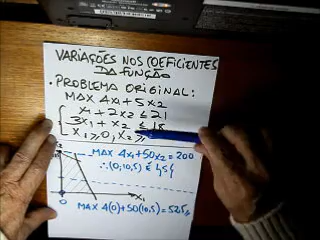 VARIAÇÕES NOS COEFICIENTES
DA FUNÇÃO
• PROBLEMA ORIGINAL:
MAX 4x1 + 5x2
x1 + 2x2 ≤ 21
3x1 + x2 ≤ 18
x1 ≥ 0, x2 ≥
MAX 4x1 + 50x2 = 200
∴ (0;10,5) É
0
x1
MAX 4(0) + 50(10,5) = 525